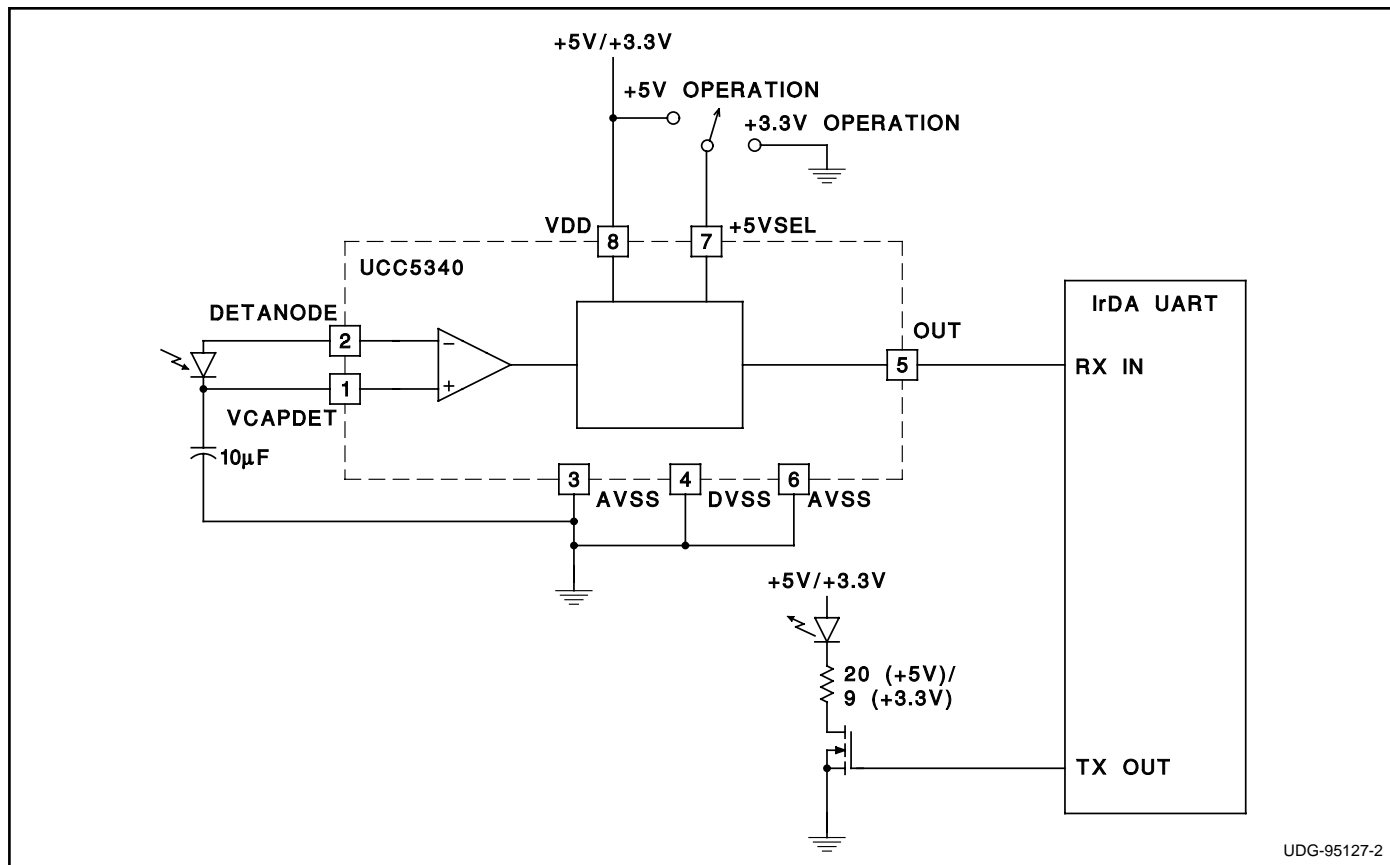 +5V/+3.3V
+5V OPERATION
+3.3V OPERATION
VDD
8
7
+5VSEL
UCC5340
IrDA UART
DETANODE
2
−
OUT
5
RX IN
1
+
VCAPDET
10µF
3
4
6
AVSS
DVSS
AVSS
+5V/+3.3V
20 (+5V)/
9 (+3.3V)
TX OUT
UDG-95127-2